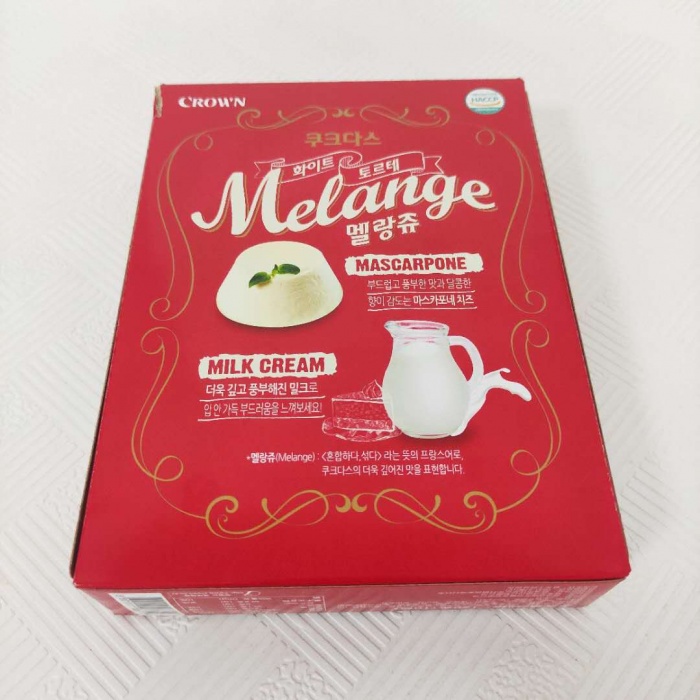 CROWN
HACCP
쿠크다스
화이트 토르테
Melange
멜랑쥬
MASCARPONE
부드럽고 풍부한 맛과 달콤한
향이 감도는 마스카포네 치즈
MILK CREAM
더욱 깊고 풍부해진 밀크로
입 안 가득 부드러움을 느껴보세요!
*멜랑쥬(Melange) : <혼합하다, 섞다> 라는 뜻의 프랑스어로,
쿠크다스의 더욱 깊어진 맛을 표현합니다.